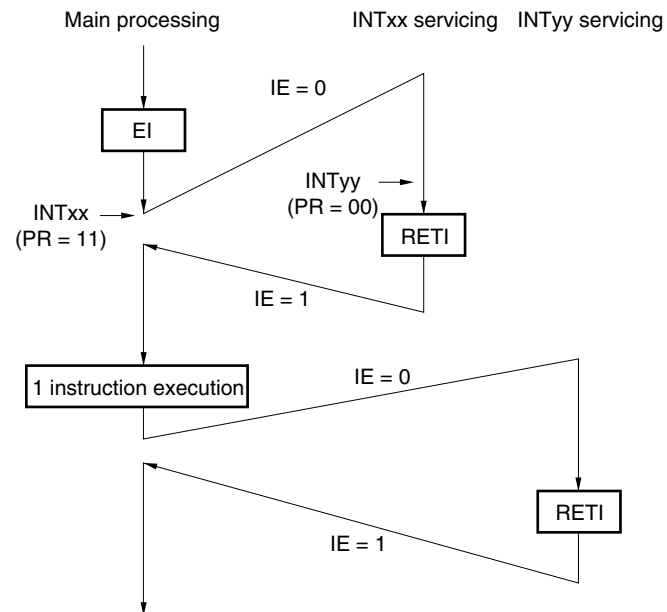 Main processing
INTxx servicing
INTyy servicing
IE = 0
EI
INTyy
(PR = 00)
INTxx
(PR = 11)
RETI
IE = 1
1 instruction execution
IE = 0
RETI
IE = 1